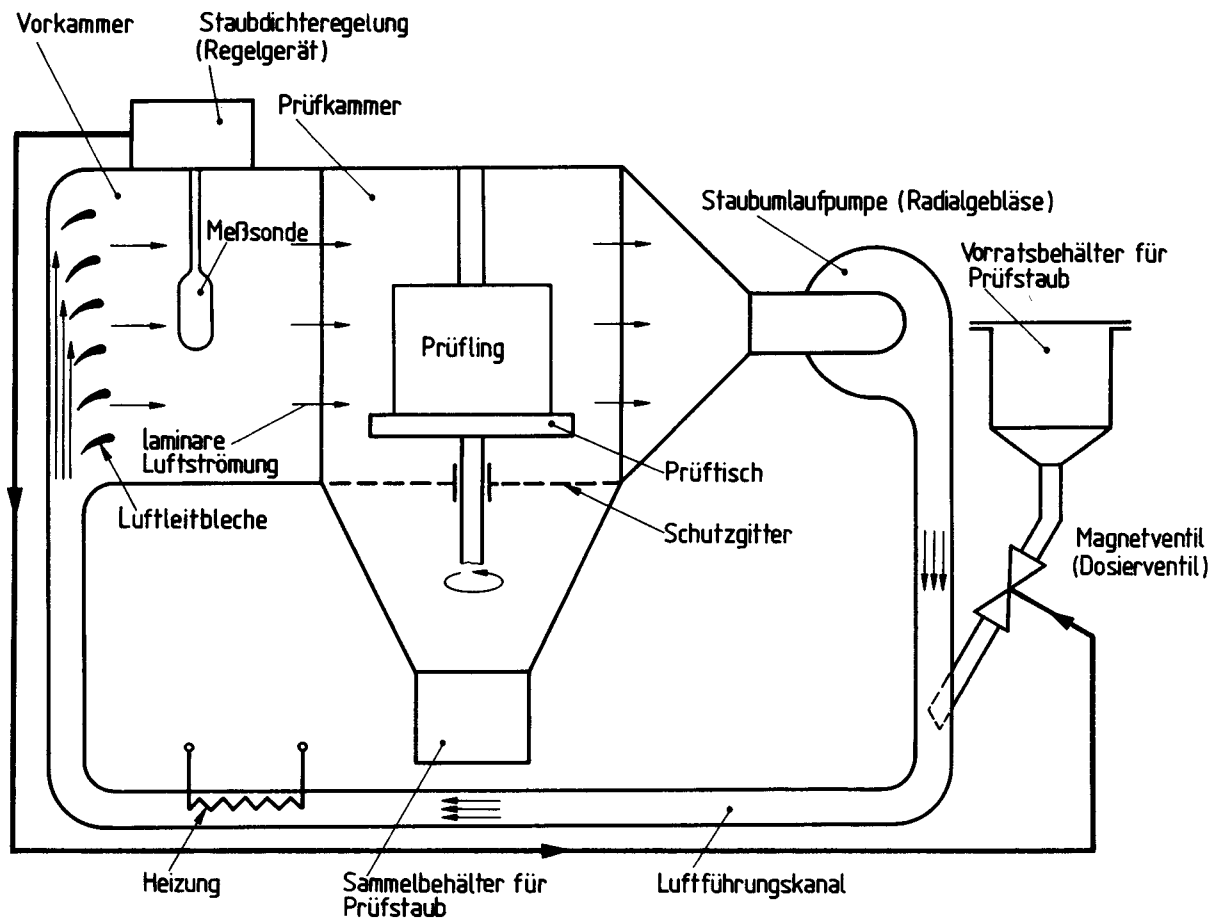 Vorkammer
Staubdichteregelung
(Regelgerät)
Prüfkammer
Staubumlaufpumpe (Radialgebläse)
Meßsonde
Vorratsbehälter für
Prüfstaub
Prüfling
laminare
Luftströmung
Prüftisch
Luftleitbleche
Schutzgitter
Magnetventil
(Dosierventil)
Heizung
Sammelbehälter für
Prüfstaub
Luftführungskanal